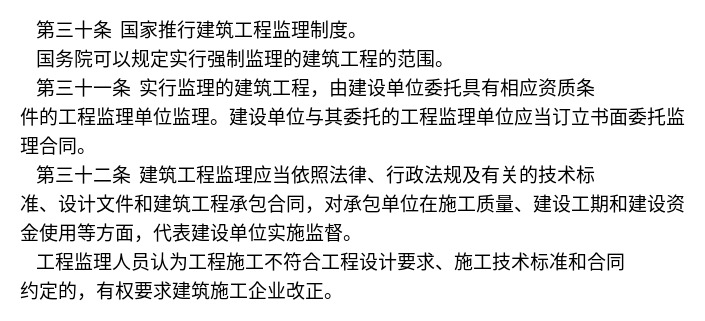 第三十条 国家推行建筑工程监理制度。
国务院可以规定实行强制监理的建筑工程的范围。
第三十一条 实行监理的建筑工程，由建设单位委托具有相应资质条
件的工程监理单位监理。建设单位与其委托的工程监理单位应当订立书面委托监
理合同。
第三十二条 建筑工程监理应当依照法律、行政法规及有关的技术标
准、设计文件和建筑工程承包合同，对承包单位在施工质量、建设工期和建设资
金使用等方面，代表建设单位实施监督。
工程监理人员认为工程施工不符合工程设计要求、施工技术标准和合同
约定的，有权要求建筑施工企业改正。